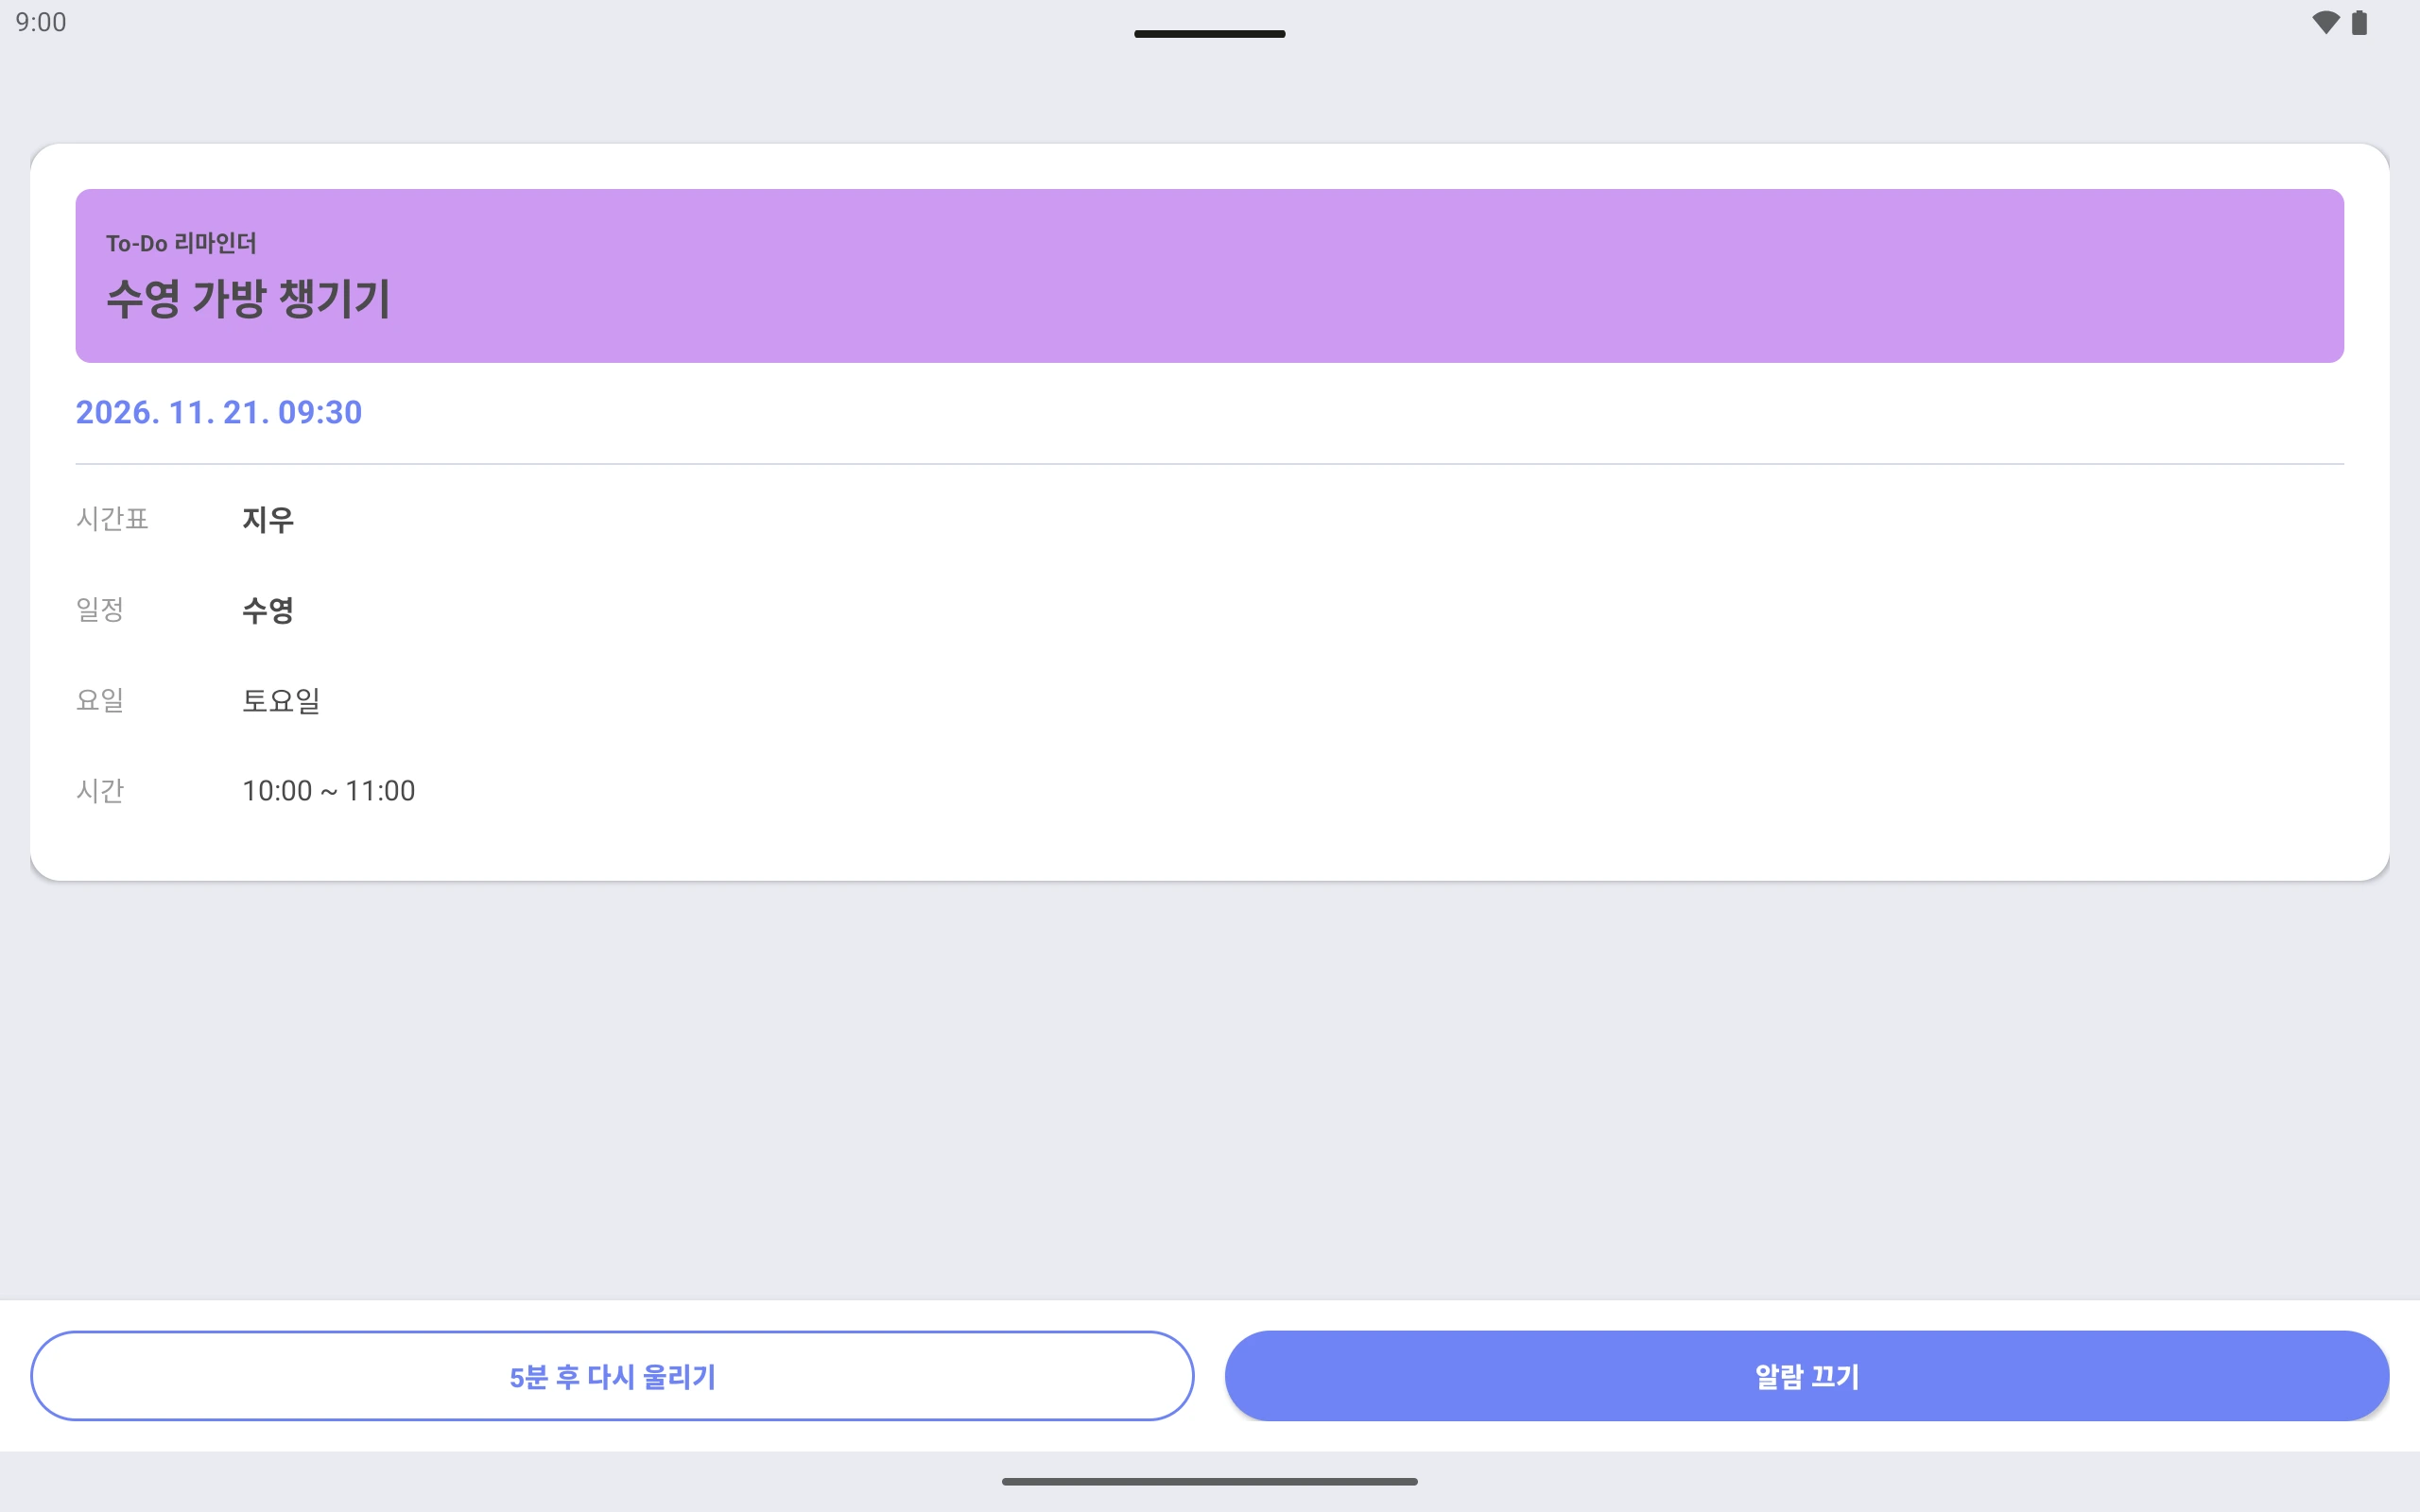 9:00
To-Do 리마인더
수영 가방 챙기기
2026. 11. 21. 09:30
시간표 지우
일정 수영
요일 토요일
시간 10:00 ~ 11:00
5분 후 다시 울리기 알람 끄기